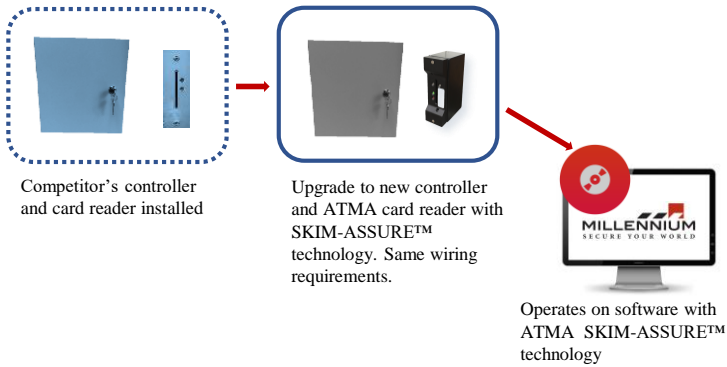 Competitor’s controller
and card reader installed
Upgrade to new controller
and ATMA card reader with
SKIM-ASSURE™
technology. Same wiring
requirements.
MILLENNIUM
SECURE YOUR WORLD
Operates on software with
ATMA SKIM-ASSURE™
technology